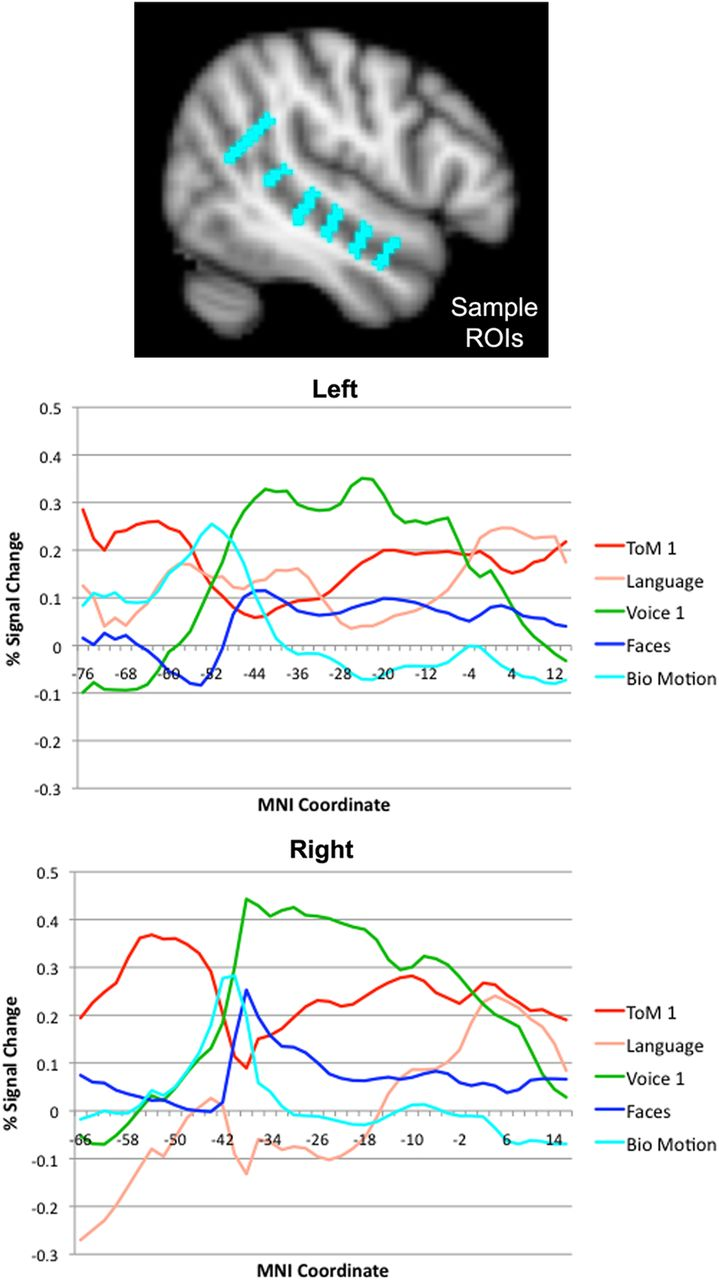 Sample
ROIs
Left
0.5
0.4
0.3
0.2
0.1
0
-0.1
-0.2
-0.3
% Signal Change
-76 -68 -60 -52 -44 -36 -28 -20 -12 -4 4 12
MNI Coordinate
ToM 1
Language
Voice 1
Faces
Bio Motion
Right
0.5
0.4
0.3
0.2
0.1
0
-0.1
-0.2
-0.3
% Signal Change
-66 -58 -50 -42 -34 -26 -18 -10 -2 6 14
MNI Coordinate
ToM 1
Language
Voice 1
Faces
Bio Motion